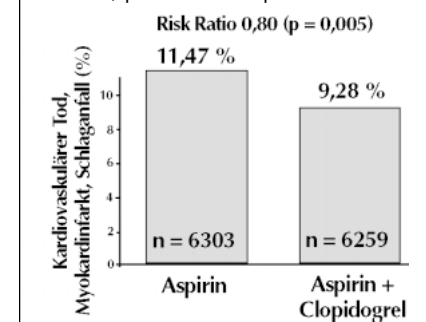 Risk Ratio 0,80 (p = 0,005)
11,47 %
9,28 %
Kardiovaskulärer Tod,
Myokardinfarkt, Schlaganfall (%)
10
8
6
4
2
0
n = 6303
n = 6259
Aspirin
Aspirin +
Clopidogrel